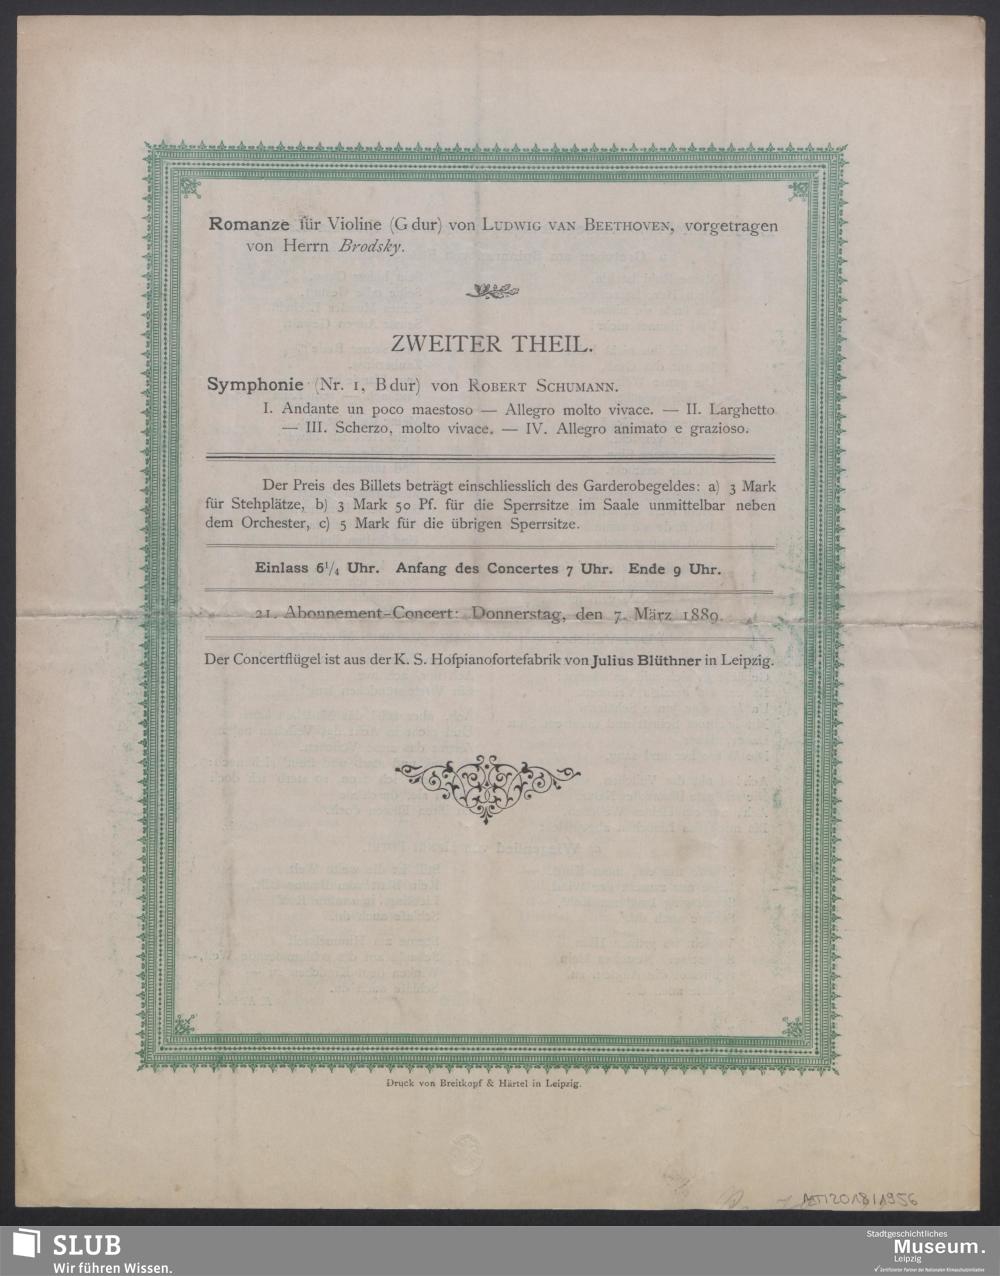 Romanze für Violine (G dur) von LUDWIG VAN BEETHOVEN, vorgetragen
von Herrn Brodsky.
ZWEITER THEIL.
Symphonie (Nr. 1, B dur) von ROBERT SCHUMANN.
I. Andante un poco maestoso — Allegro molto vivace. — II. Larghetto
— III. Scherzo, molto vivace. — IV. Allegro animato e grazioso.
Der Preis des Billets beträgt einschliesslich des Garderobegeldes: a) 3 Mark
für Stehplätze, b) 3 Mark 50 Pf. für die Sperrsitze im Saale unmittelbar neben
dem Orchester, c) 5 Mark für die übrigen Sperrsitze.
Einlass 6¼ Uhr. Anfang des Concertes 7 Uhr. Ende 9 Uhr.
21. Abonnement-Concert: Donnerstag, den 7. März 1889.
Der Concertflügel ist aus der K. S. Hofpianofortefabrik von Julius Blüthner in Leipzig.
Druck von Breitkopf & Härtel in Leipzig.
SLUB
Wir führen Wissen.
Stadtgeschichtliches
Museum.
Leipzig
Zertifizierter Partner der Nationalen Klimaschutzinitiative